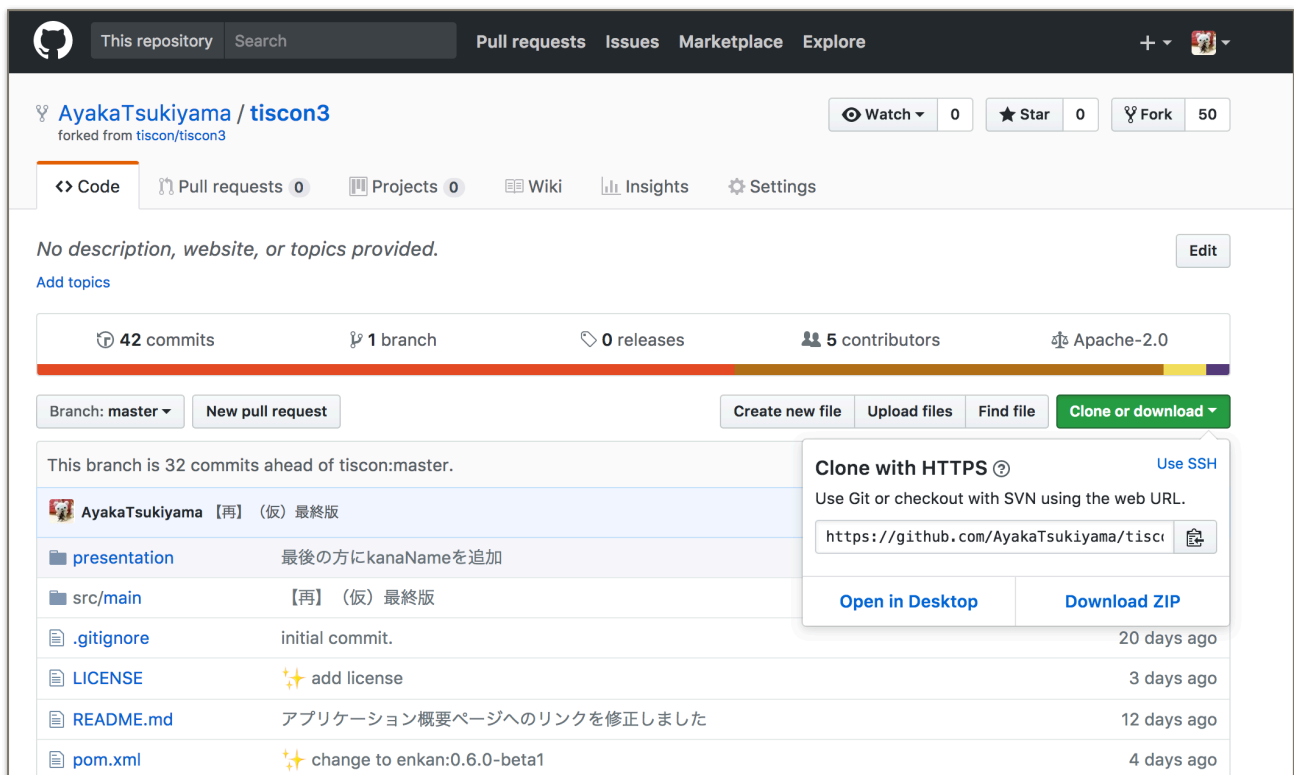 This repository Search Pull requests Issues Marketplace Explore
AyakaTsukiyama / tiscon3 Watch 0 Star 0 Fork 50
forked from tiscon/tiscon3
Code Pull requests 0 Projects 0 Wiki Insights Settings
No description, website, or topics provided. Edit
Add topics
42 commits 1 branch 0 releases 5 contributors Apache-2.0
Branch: master New pull request Create new file Upload files Find file Clone or download
This branch is 32 commits ahead of tiscon:master.
Clone with HTTPS ? Use SSH
Use Git or checkout with SVN using the web URL.
https://github.com/AyakaTsukiyama/tisco
Open in Desktop Download ZIP
AyakaTsukiyama 【再】（仮）最終版
presentation 最後の方にkanaNameを追加
src/main 【再】（仮）最終版
.gitignore initial commit. 20 days ago
LICENSE ✨ add license 3 days ago
README.md アプリケーション概要ページへのリンクを修正しました 12 days ago
pom.xml ✨ change to enkan:0.6.0-beta1 4 days ago